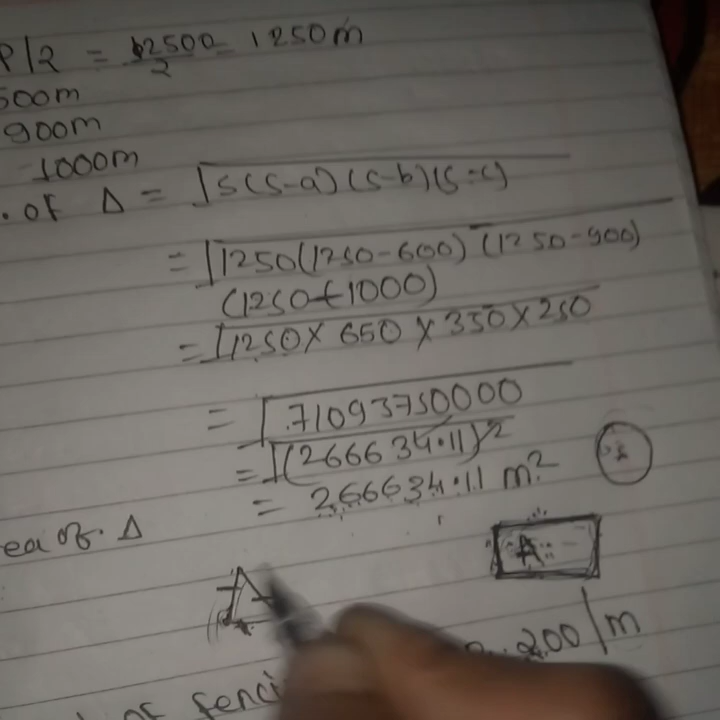 P/2 = 2500/2 = 1250m
500m
900m
1000m
. of Δ = √s(s-a)(s-b)(s-c)
= √1250(1250-600) (1250-900)
(1250-1000)
= √1250 × 650 × 350 × 250
= √71093750000
= √(266634.11)²
= 266634.11 m²
ea of Δ
A
of fenci 200/m